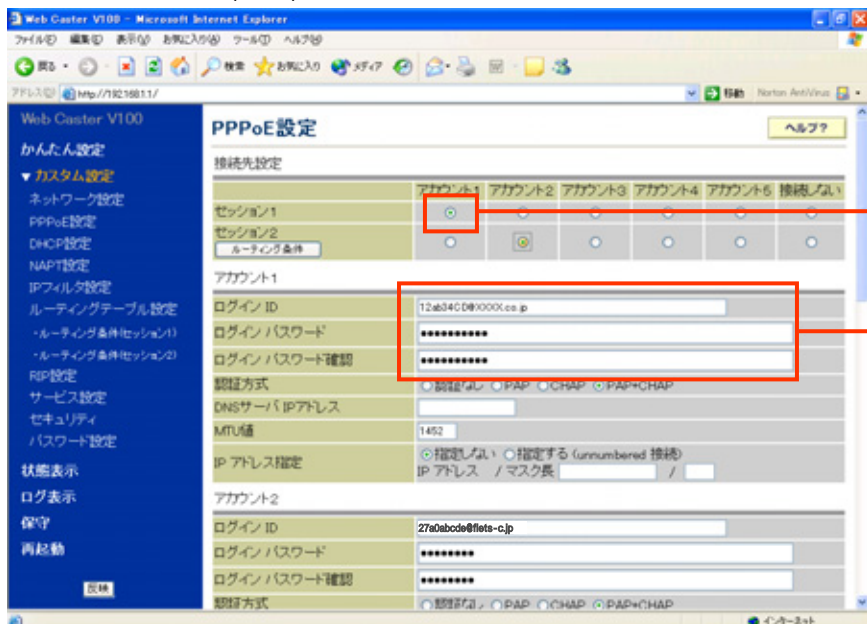 Web Caster V100 - Microsoft Internet Explorer
ファイル(F) 編集(E) 表示(V) お気に入り(A) ツール(T) ヘルプ(H)
戻る 検索 お気に入り メディア
アドレス(D) http://192.168.1.1/ 移動 Norton AntiVirus
Web Caster V100
かんたん設定
▼カスタム設定
ネットワーク設定
PPPoE設定
DHCP設定
NAPT設定
IPフィルタ設定
ルーティングテーブル設定
・ルーティング条件(セッション1)
・ルーティング条件(セッション2)
RIP設定
サービス設定
セキュリティ
パスワード設定
状態表示
ログ表示
保守
再起動
反映
PPPoE設定 ヘルプ?
接続先設定
アカウント1 アカウント2 アカウント3 アカウント4 アカウント5 接続しない
セッション1
セッション2
ルーティング条件
アカウント1
ログイン ID 12ab34CD@XXXX.co.jp
ログイン パスワード ●●●●●●●●●●
ログイン パスワード確認 ●●●●●●●●●●
認証方式 認証なし PAP CHAP PAP+CHAP
DNSサーバ IPアドレス
MTU値 1452
IP アドレス指定 指定しない 指定する (unnumbered 接続)
IP アドレス / マスク長 /
アカウント2
ログイン ID 27a0abcde@flets-c.jp
ログイン パスワード ●●●●●●●●
ログイン パスワード確認 ●●●●●●●●
認証方式 認証なし PAP CHAP PAP+CHAP
インターネット